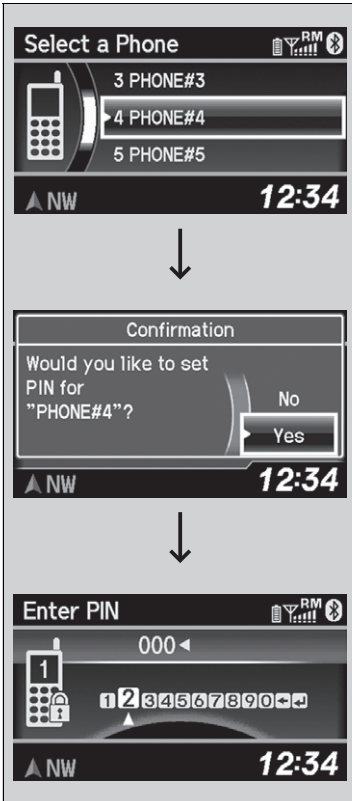 Select a Phone RM
3 PHONE#3
4 PHONE#4
5 PHONE#5
NW 12:34
Confirmation
Would you like to set
PIN for
"PHONE#4"?
No
Yes
NW 12:34
Enter PIN RM
000
1
1234567890
NW 12:34